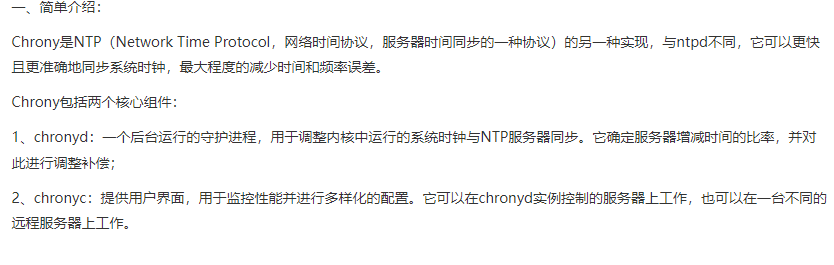 一、简单介绍：
Chrony是NTP（Network Time Protocol，网络时间协议，服务器时间同步的一种协议）的另一种实现，与ntpd不同，它可以更快
且更准确地同步系统时钟，最大程度的减少时间和频率误差。
Chrony包括两个核心组件：
1、chronyd：一个后台运行的守护进程，用于调整内核中运行的系统时钟与NTP服务器同步。它确定服务器增减时间的比率，并对
此进行调整补偿；
2、chronyc：提供用户界面，用于监控性能并进行多样化的配置。它可以在chronyd实例控制的服务器上工作，也可以在一台不同的
远程服务器上工作。